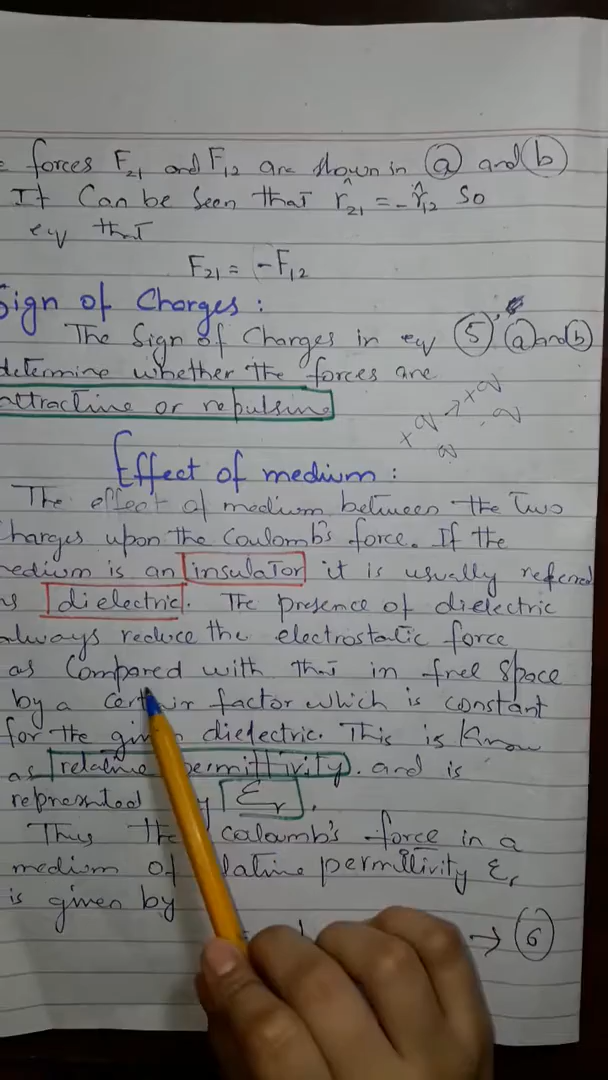 forces F21 and F12 are shown in (a) and (b)
It Can be Seen that r̂21 = -r̂12 So
eq that
F21 = -F12
Sign of Charges :
The Sign of Charges in eq (5) (a) and (b)
determine whether the forces are
attractive or repulsive
Effect of medium :
The effect of medium between the Two
Charges upon the Coulomb's force. If the
medium is an insulator it is usually refered
as dielectric. The presence of dielectric
always reduce the electrostatic force
as Compared with that in free Space
by a factor which is constant
for the dielectric. This is Know
as relative permittivity. and is
represented εr.
Thus the calomb's force in a
medium of permittivity εr
is given by
→ (6)